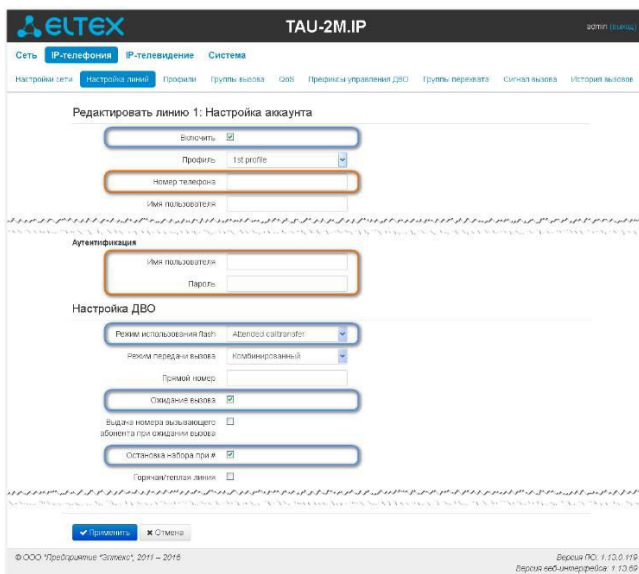 ELTEX
TAU-2M.IP
admin (выход)
Сеть IP-телефония IP-телевидение Система
Настройки сети Настройка линий Профили Группы вызова QoS Префиксы управления ДВО Группы перехвата Сигнал вызова История вызовов
Редактировать линию 1: Настройка аккаунта
Включить
Профиль 1st profile
Номер телефона
Имя пользователя
Аутентификация
Имя пользователя
Пароль
Настройка ДВО
Режим использования flash Attended calltransfer
Режим передачи вызова Комбинированный
Прямой номер
Ожидание вызова
Выдача номера вызывающего
абонента при ожидании вызова
Остановка набора при #
Горячая/теплая линия
Применить Отмена
© ООО "Предприятие "Элтекс", 2011 – 2016
Версия ПО: 1.13.0.119
Версия веб-интерфейса: 1.13.69